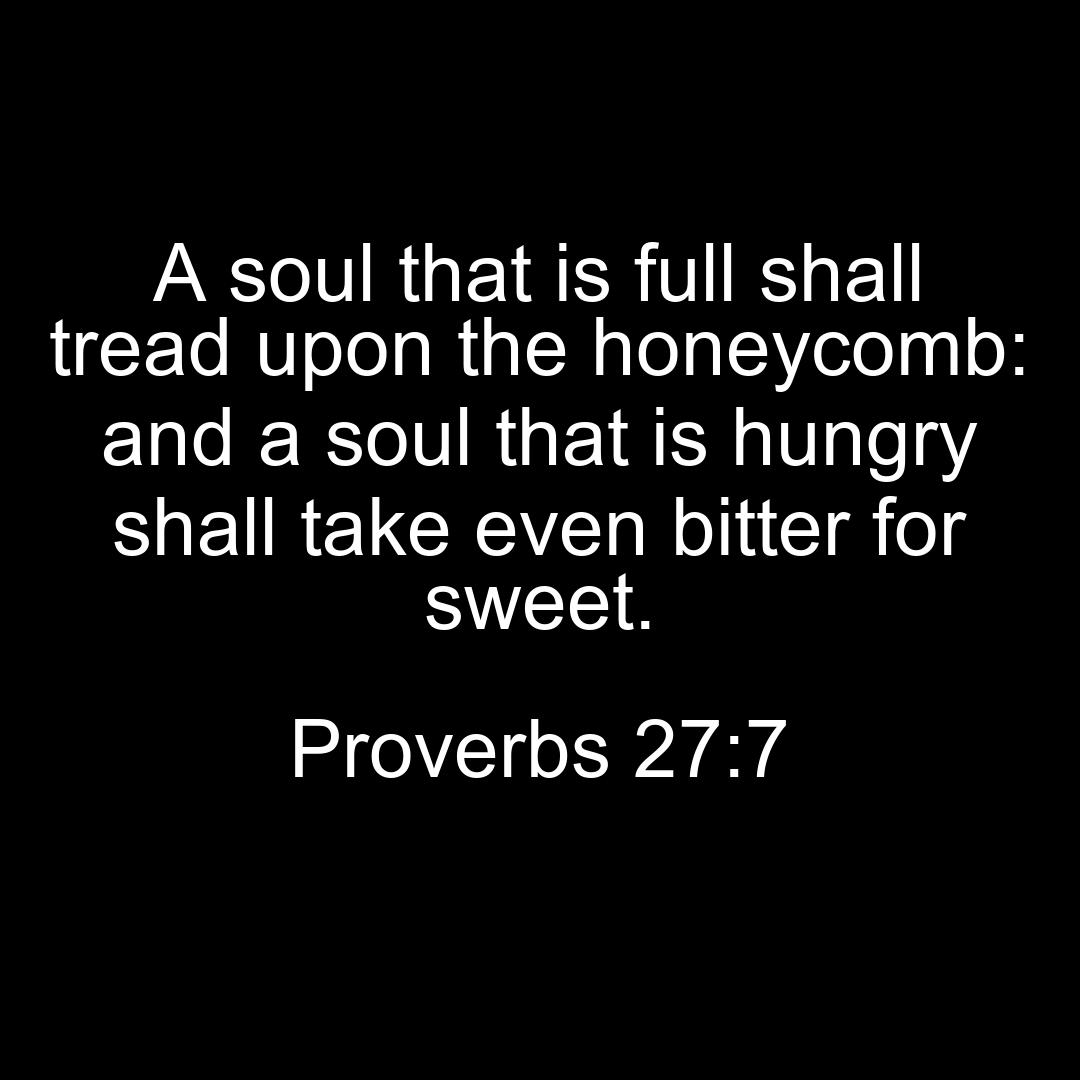 A soul that is full shall
tread upon the honeycomb:
and a soul that is hungry
shall take even bitter for
sweet.
Proverbs 27:7